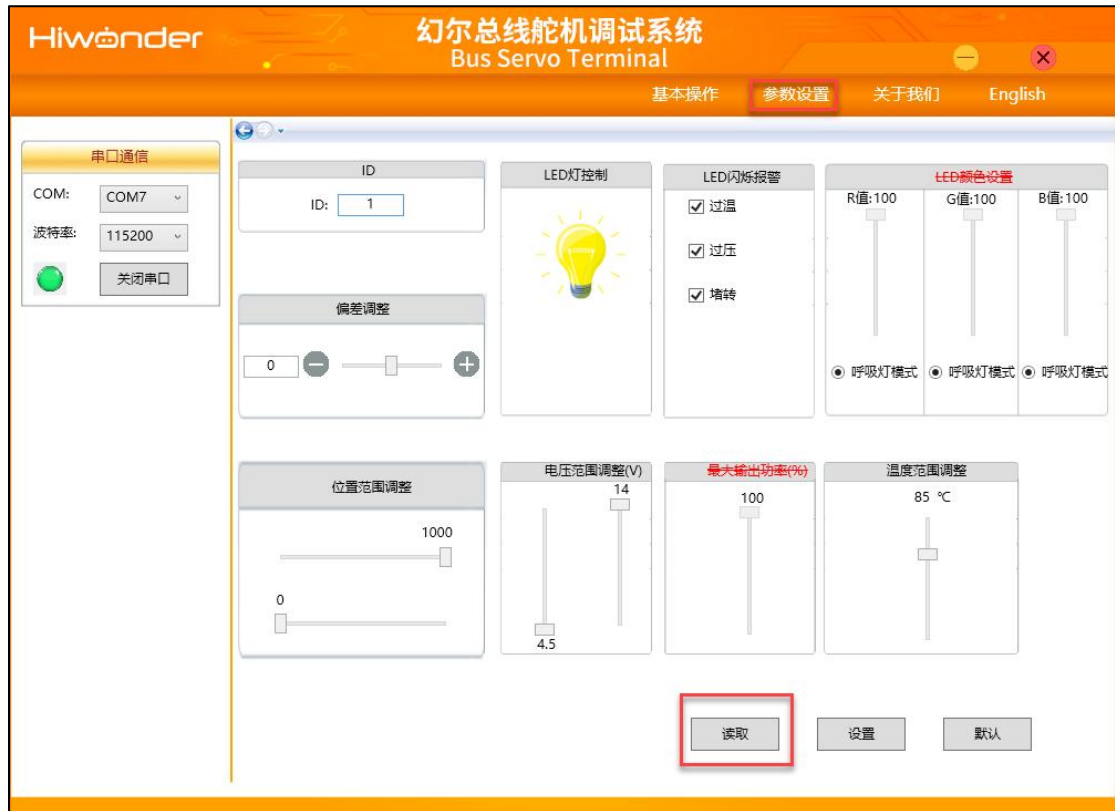 Hiwonder
幻尔总线舵机调试系统
Bus Servo Terminal
基本操作 参数设置 关于我们 English
串口通信
COM: COM7
波特率: 115200
关闭串口
ID
ID: 1
偏差调整
0
LED灯控制
LED闪烁报警
过温
过压
堵转
LED颜色设置
R值:100 G值:100 B值:100
呼吸灯模式 呼吸灯模式 呼吸灯模式
位置范围调整
1000
0
电压范围调整(V)
14
4.5
最大输出功率(%)
100
温度范围调整
85 ℃
读取 设置 默认